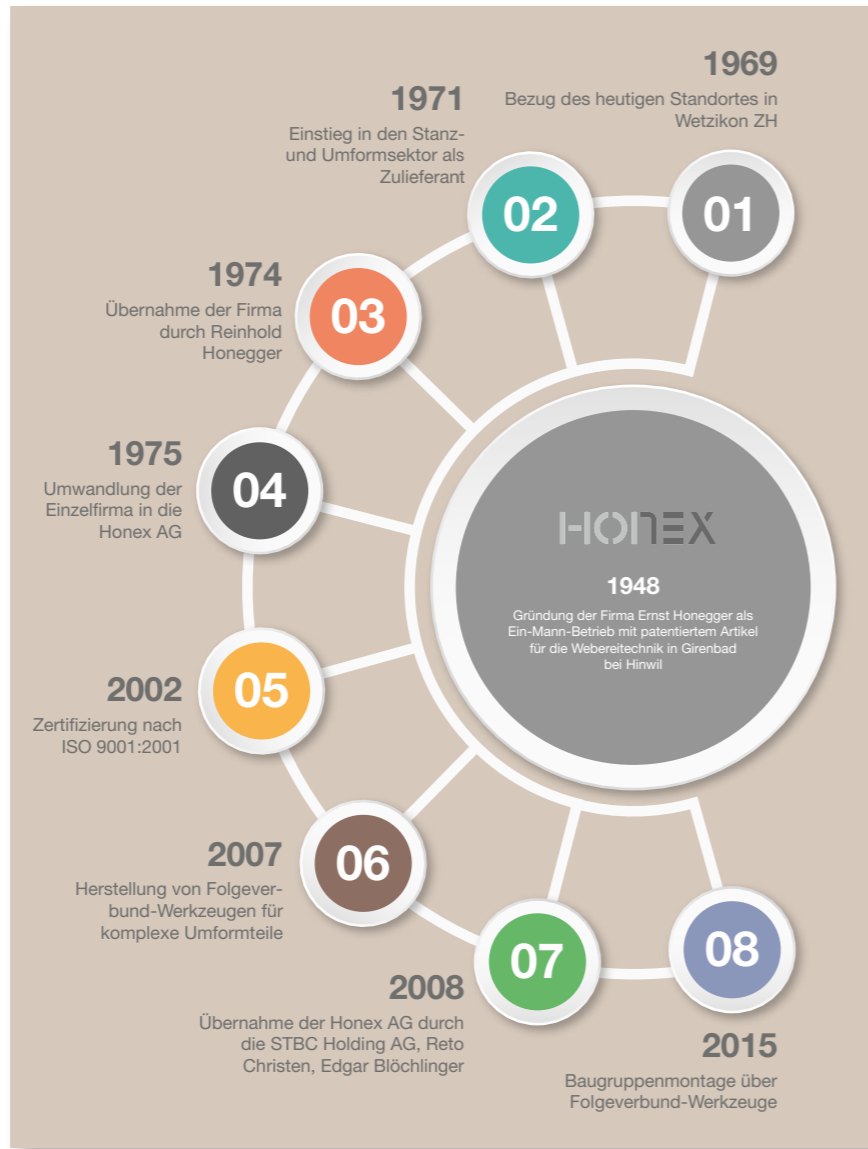 HONEX
1948
Gründung der Firma Ernst Honegger als
Ein-Mann-Betrieb mit patentiertem Artikel
für die Webereitechnik in Girenbad
bei Hinwil
1969
Bezug des heutigen Standortes in
Wetzikon ZH
01
1971
Einstieg in den Stanz-
und Umformsektor als
Zulieferant
02
1974
Übernahme der Firma
durch Reinhold
Honegger
03
1975
Umwandlung der
Einzelfirma in die
Honex AG
04
2002
Zertifizierung nach
ISO 9001:2001
05
2007
Herstellung von Folgever-
bund-Werkzeugen für
komplexe Umformteile
06
2008
Übernahme der Honex AG durch
die STBC Holding AG, Reto
Christen, Edgar Blöchlinger
07
08
2015
Baugruppenmontage über
Folgeverbund-Werkzeuge